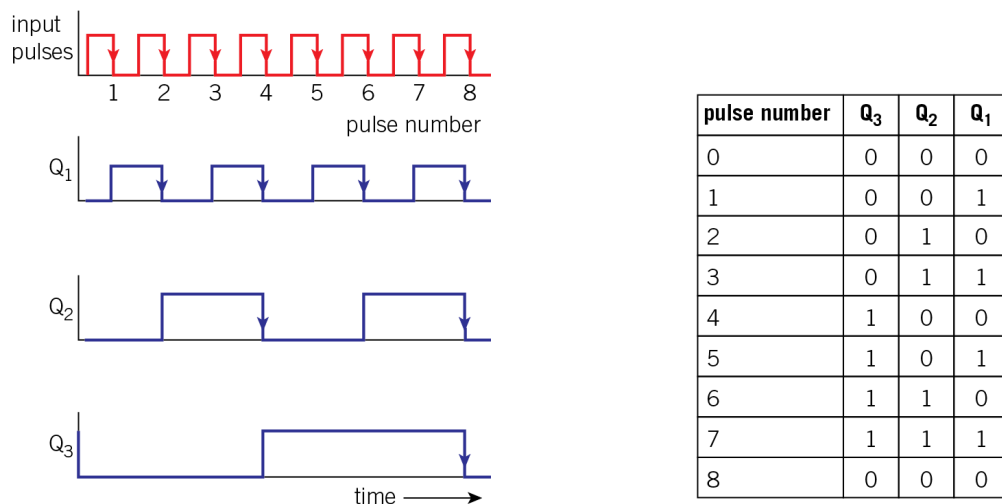 input
pulses
1 2 3 4 5 6 7 8
pulse number
Q1
Q2
Q3
time
pulse number Q3 Q2 Q1
0 0 0 0
1 0 0 1
2 0 1 0
3 0 1 1
4 1 0 0
5 1 0 1
6 1 1 0
7 1 1 1
8 0 0 0